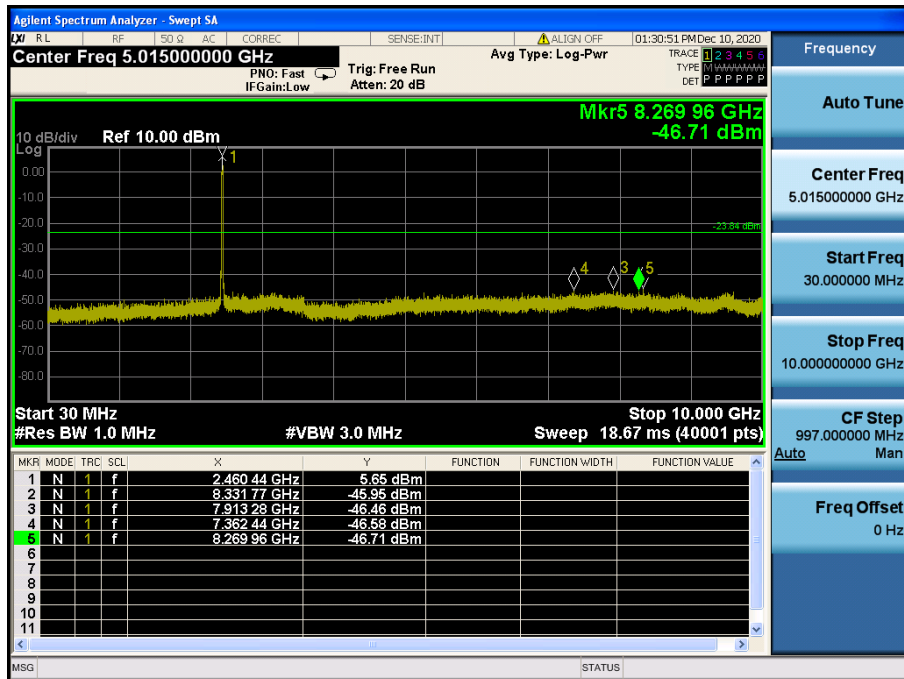 Agilent Spectrum Analyzer - Swept SA
LXI RL RF 50 Ω AC CORREC SENSE:INT ALIGN OFF 01:30:51 PM Dec 10, 2020
Center Freq 5.015000000 GHz
PNO: Fast
IFGain:Low
Trig: Free Run
Atten: 20 dB
Avg Type: Log-Pwr
TRACE 1 2 3 4 5 6
TYPE M WWWWW
DET P P P P P P
Mkr5 8.269 96 GHz
-46.71 dBm
10 dB/div Ref 10.00 dBm
Log
0.00
-10.0
-20.0
-30.0
-40.0
-50.0
-60.0
-70.0
-80.0
1
-23.84 dBm
4 3 5
Start 30 MHz Stop 10.000 GHz
#Res BW 1.0 MHz #VBW 3.0 MHz Sweep 18.67 ms (40001 pts)
MKR MODE TRC SCL X Y FUNCTION FUNCTION WIDTH FUNCTION VALUE
1 N 1 f 2.460 44 GHz 5.65 dBm
2 N 1 f 8.331 77 GHz -45.95 dBm
3 N 1 f 7.913 28 GHz -46.46 dBm
4 N 1 f 7.362 44 GHz -46.58 dBm
5 N 1 f 8.269 96 GHz -46.71 dBm
6
7
8
9
10
11
MSG STATUS
Frequency
Auto Tune
Center Freq
5.015000000 GHz
Start Freq
30.000000 MHz
Stop Freq
10.000000000 GHz
CF Step
997.000000 MHz
Auto Man
Freq Offset
0 Hz